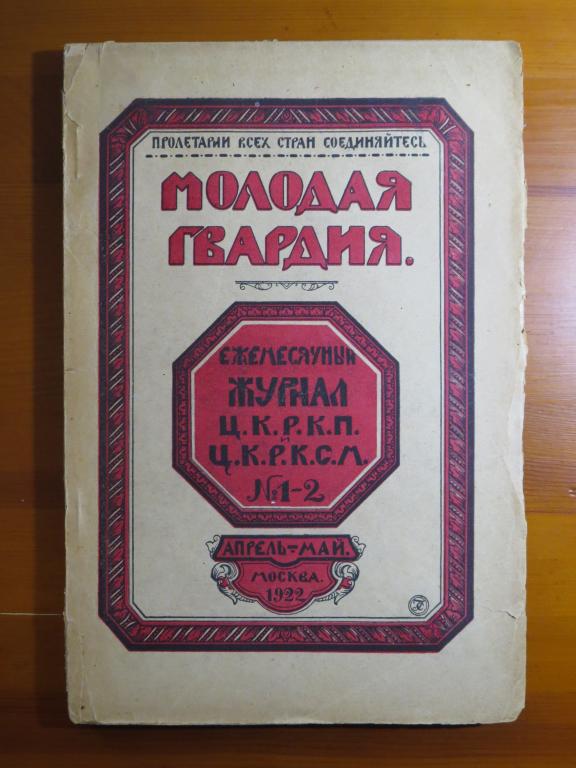 ПРОЛЕТАРИИ ВСЕХ СТРАН СОЕДИНЯЙТЕСЬ
МОЛОДАЯ
ГВАРДИЯ.
ЕЖЕМЕСЯЧНЫЙ
ЖУРНАЛ
Ц.К.Р.К.П.
И
Ц.К.Р.К.С.М.
№1-2
АПРЕЛЬ-МАЙ.
МОСКВА.
1922